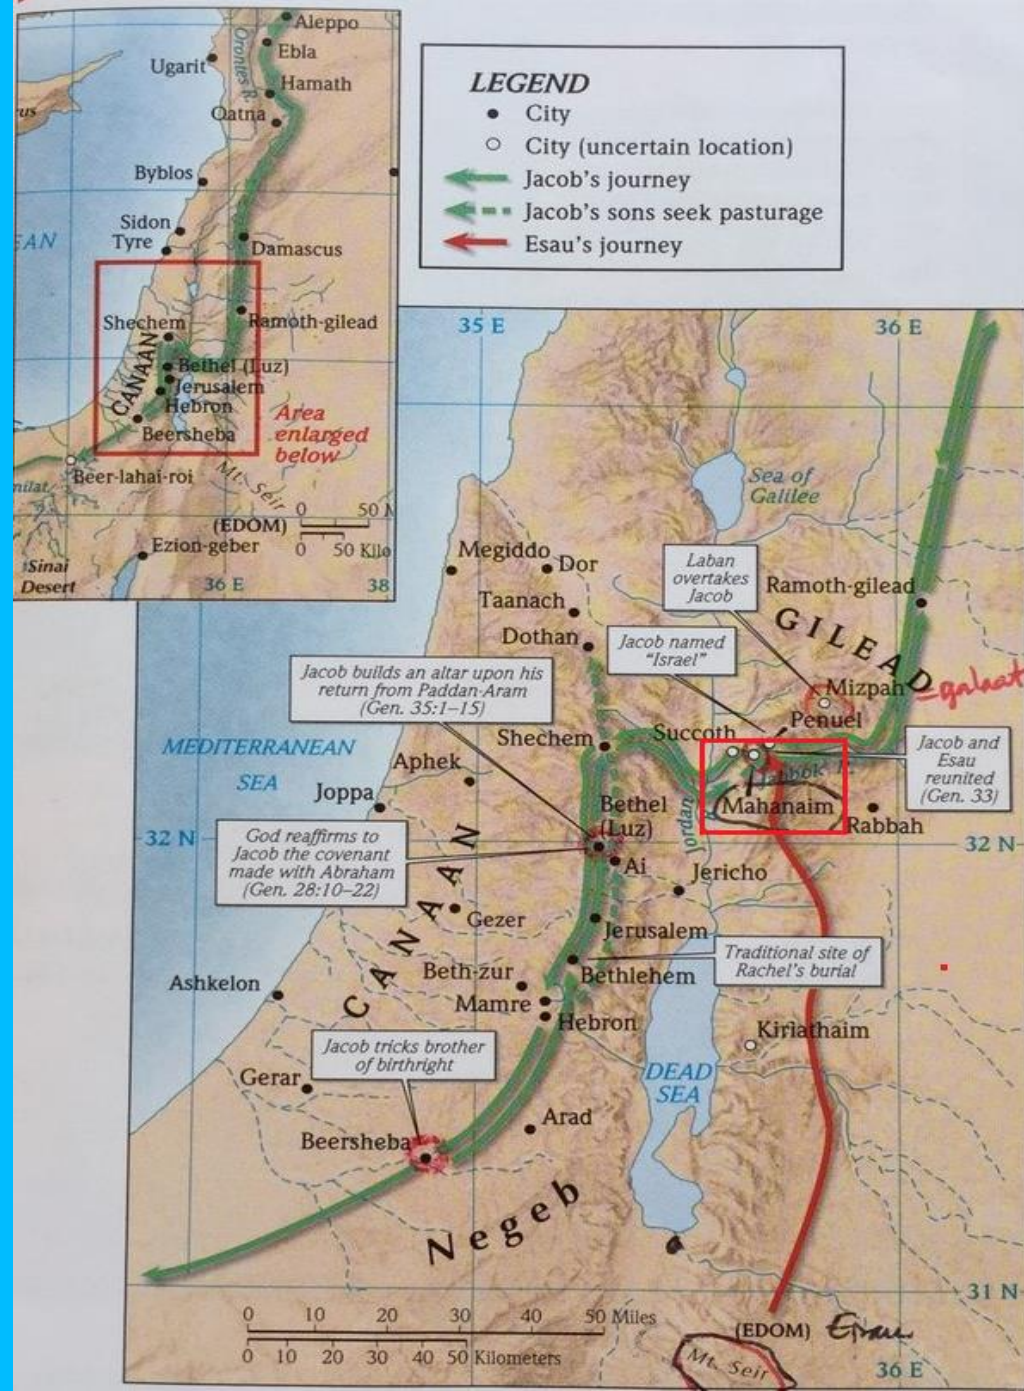 Aleppo
Ebla
Orontes R.
Ugarit
Hamath
Qatna
Byblos
Sidon
Tyre
Damascus
Shechem
Ramoth-gilead
CANAAN
Bethel (Luz)
Jerusalem
Hebron
Beersheba
Area
enlarged
below
Beer-lahai-roi
Mt. Seir
(EDOM)
0 50 M
0 50 Kilo
Ezion-geber
Sinai
Desert
36 E
38
LEGEND
City
City (uncertain location)
Jacob's journey
Jacob's sons seek pasturage
Esau's journey
35 E
36 E
Sea of
Galilee
Megiddo
Dor
Laban
overtakes
Jacob
Ramoth-gilead
Taanach
GILEAD
Dothan
Jacob named
"Israel"
Jacob builds an altar upon his
return from Paddan-Aram
(Gen. 35:1–15)
Mizpah
=galaat
Penuel
Succoth
Shechem
MEDITERRANEAN
SEA
Jacob and
Esau
reunited
(Gen. 33)
Aphek
Jabbok R.
Joppa
Bethel
(Luz)
Jordan
Mahanaim
Rabbah
32 N
32 N
God reaffirms to
Jacob the covenant
made with Abraham
(Gen. 28:10–22)
Ai
Jericho
CANAAN
Gezer
Jerusalem
Traditional site of
Rachel's burial
Beth-zur
Bethlehem
Ashkelon
Mamre
Hebron
Kiriathaim
Jacob tricks brother
of birthright
DEAD
SEA
Gerar
Arad
Beersheba
Negeb
31 N
0 10 20 30 40 50 Miles
0 10 20 30 40 50 Kilometers
(EDOM)
Mt. Seir
36 E